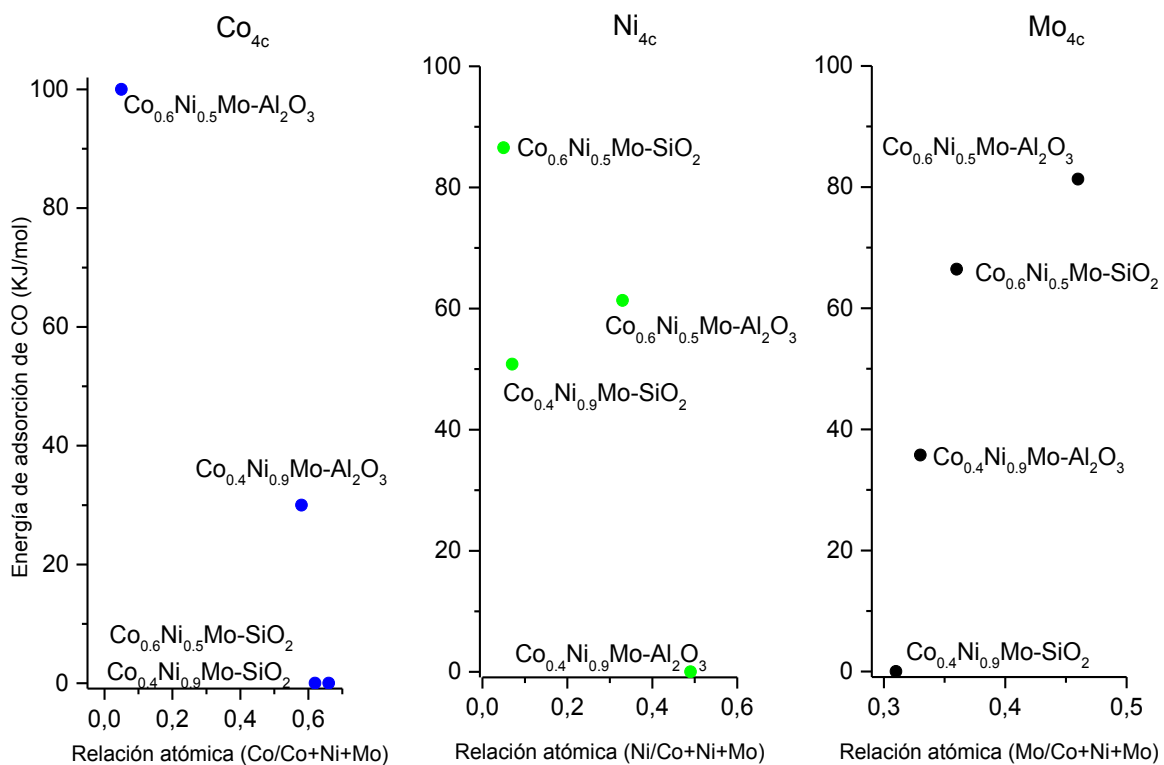 Co4c
Ni4c
Mo4c
Energía de adsorción de CO (KJ/mol)
100
80
60
40
20
0
Co0.6Ni0.5Mo-Al2O3
Co0.4Ni0.9Mo-Al2O3
Co0.6Ni0.5Mo-SiO2
Co0.4Ni0.9Mo-SiO2
0,0 0,2 0,4 0,6
Relación atómica (Co/Co+Ni+Mo)
100
80
60
40
20
0
Co0.6Ni0.5Mo-SiO2
Co0.6Ni0.5Mo-Al2O3
Co0.4Ni0.9Mo-SiO2
Co0.4Ni0.9Mo-Al2O3
0,0 0,2 0,4 0,6
Relación atómica (Ni/Co+Ni+Mo)
100
80
60
40
20
0
Co0.6Ni0.5Mo-Al2O3
Co0.6Ni0.5Mo-SiO2
Co0.4Ni0.9Mo-Al2O3
Co0.4Ni0.9Mo-SiO2
0,3 0,4 0,5
Relación atómica (Mo/Co+Ni+Mo)